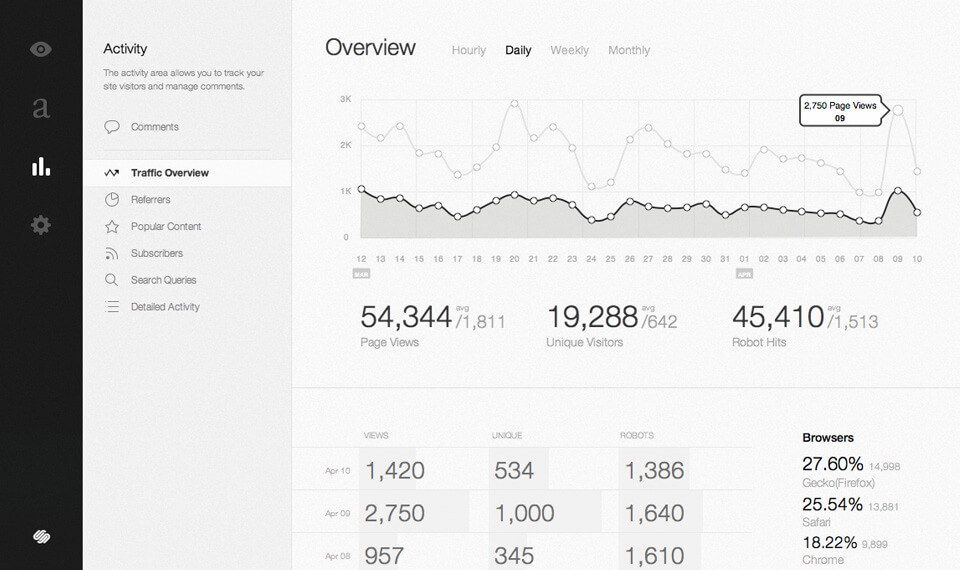 a
Activity
The activity area allows you to track your
site visitors and manage comments.
Comments
Traffic Overview
Referrers
Popular Content
Subscribers
Search Queries
Detailed Activity
Overview Hourly Daily Weekly Monthly
3K
2K
1K
0
2,750 Page Views
09
12 13 14 15 16 17 18 19 20 21 22 23 24 25 26 27 28 29 30 31 01 02 03 04 05 06 07 08 09 10
MAR APR
54,344 avg /1,811 19,288 avg /642 45,410 avg /1,513
Page Views Unique Visitors Robot Hits
VIEWS UNIQUE ROBOTS
Apr 10 1,420 534 1,386
Apr 09 2,750 1,000 1,640
Apr 08 957 345 1,610
Browsers
27.60% 14,998
Gecko(Firefox)
25.54% 13,881
Safari
18.22% 9,899
Chrome